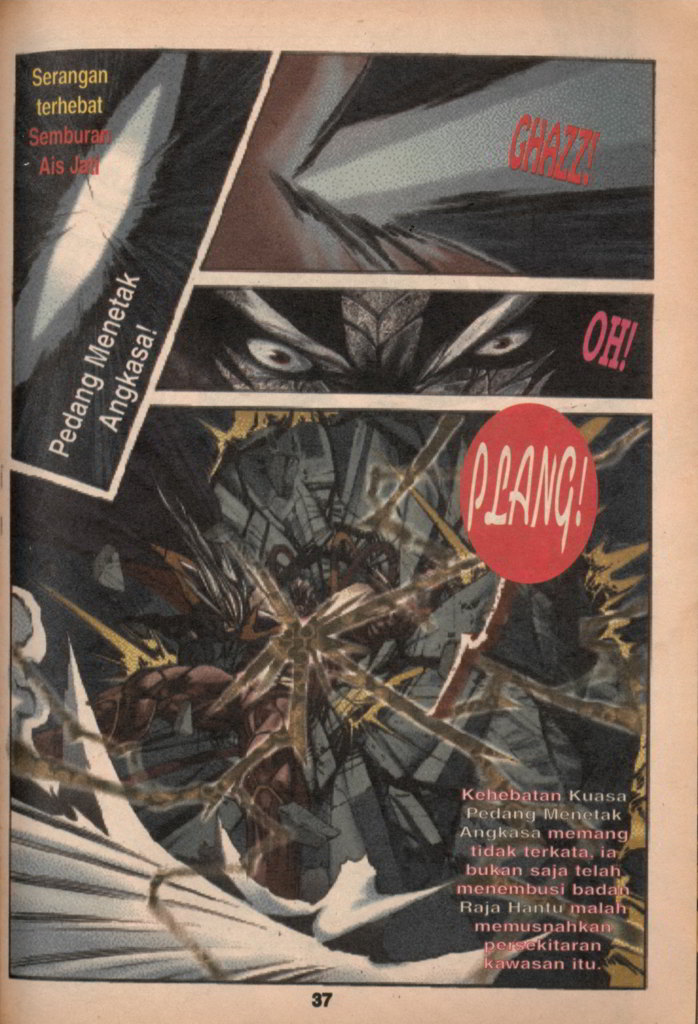 Serangan
terhebat
Semburan
Ais Jati
Pedang Menetak
Angkasa!
GHAZZ!
OH!
PLANG!
Kehebatan Kuasa
Pedang Menetak
Angkasa memang
tidak terkata, ia
bukan saja telah
menembusi badan
Raja Hantu malah
memusnahkan
persekitaran
kawasan itu.
37